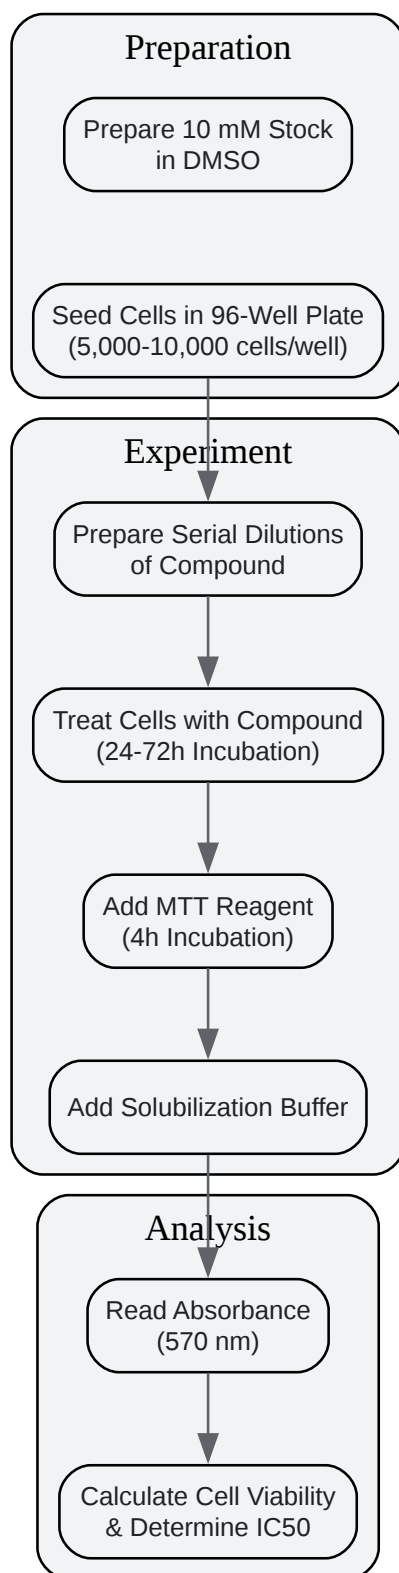 Preparation
Prepare 10 mM Stock
in DMSO
Seed Cells in 96-Well Plate
(5,000-10,000 cells/well)
Experiment
Prepare Serial Dilutions
of Compound
Treat Cells with Compound
(24-72h Incubation)
Add MTT Reagent
(4h Incubation)
Add Solubilization Buffer
Analysis
Read Absorbance
(570 nm)
Calculate Cell Viability
& Determine IC50